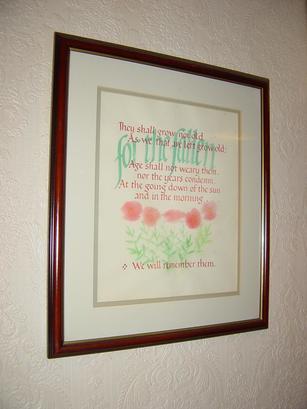 for the fallen
They shall grow not old,
As we that are left grow old:
Age shall not weary them,
nor the years condemn.
At the going down of the sun
and in the morning
We will remember them.